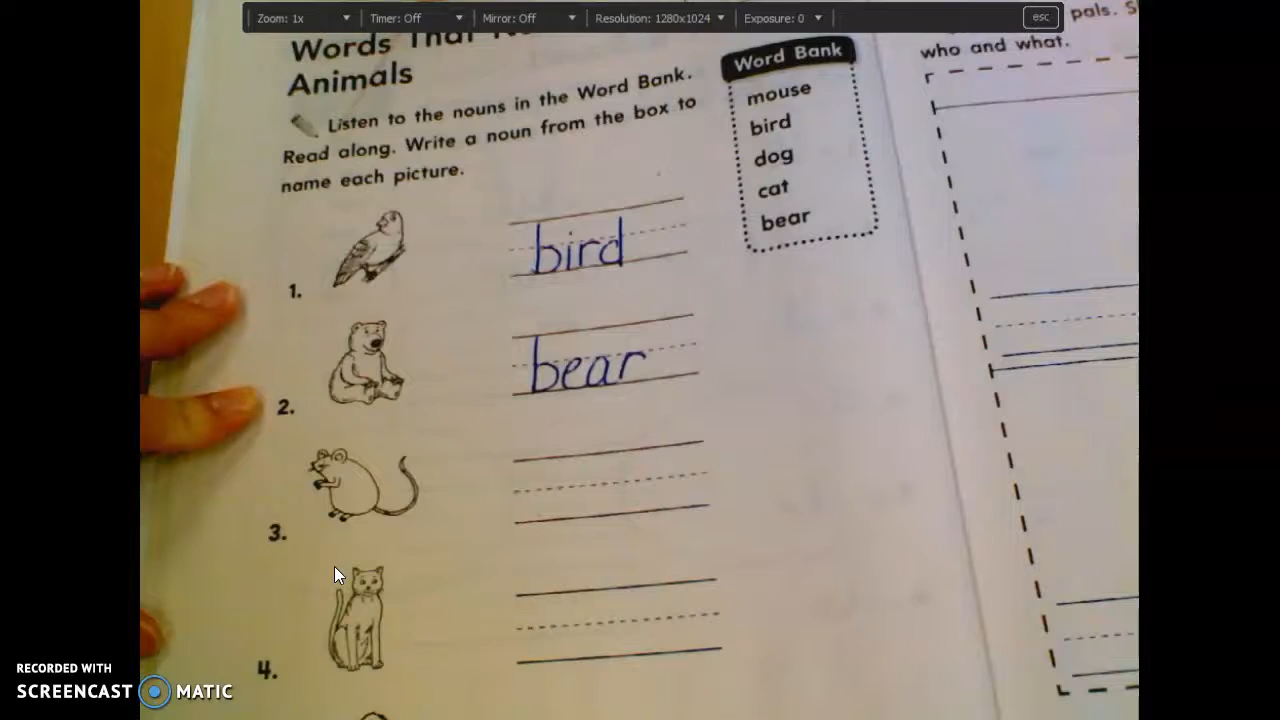 Zoom: 1x
Timer: Off
Mirror: Off
Resolution: 1280x1024
Exposure: 0
esc
Words That
Animals
Listen to the nouns in the Word Bank.
Read along. Write a noun from the box to
name each picture.
1. bird
2. bear
3.
4.
Word Bank
mouse
bird
dog
cat
bear
pals.
who and what.
RECORDED WITH
SCREENCAST MATIC